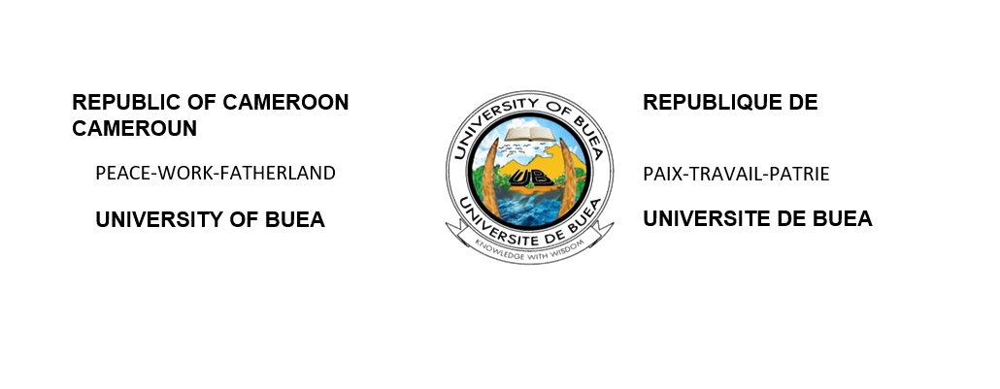 REPUBLIC OF CAMEROON
CAMEROUN
PEACE-WORK-FATHERLAND
UNIVERSITY OF BUEA
UNIVERSITY OF BUEA
UB
UNIVERSITE DE BUEA
KNOWLEDGE WITH WISDOM
REPUBLIQUE DE
PAIX-TRAVAIL-PATRIE
UNIVERSITE DE BUEA